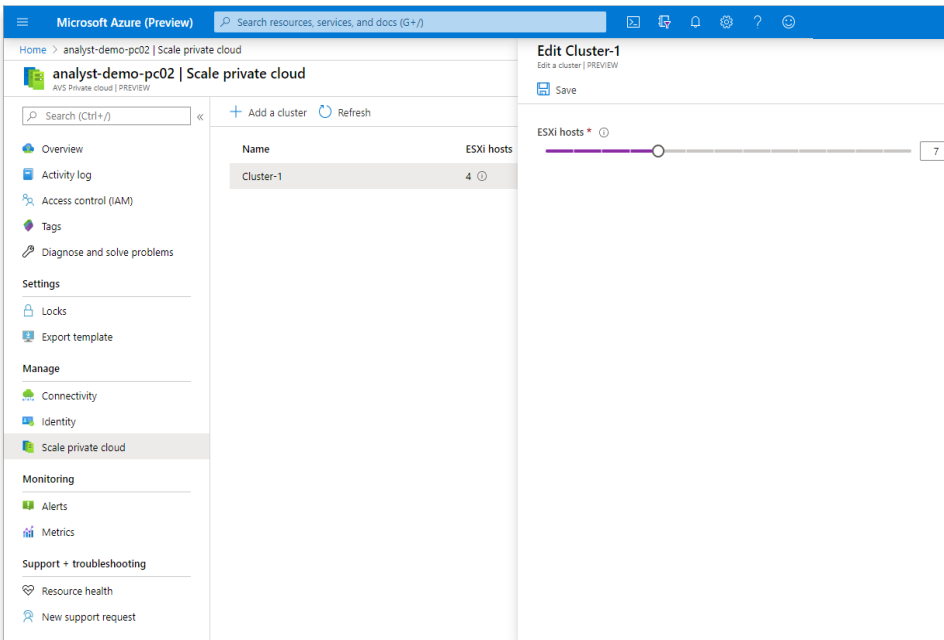 Microsoft Azure (Preview)
Search resources, services, and docs (G+/)
Home > analyst-demo-pc02 | Scale private cloud
analyst-demo-pc02 | Scale private cloud
AVS Private cloud | PREVIEW
Search (Ctrl+/)
«
Overview
Activity log
Access control (IAM)
Tags
Diagnose and solve problems
Settings
Locks
Export template
Manage
Connectivity
Identity
Scale private cloud
Monitoring
Alerts
Metrics
Support + troubleshooting
Resource health
New support request
Add a cluster Refresh
Name ESXi hosts
Cluster-1 4
Edit Cluster-1
Edit a cluster | PREVIEW
Save
ESXi hosts *
7